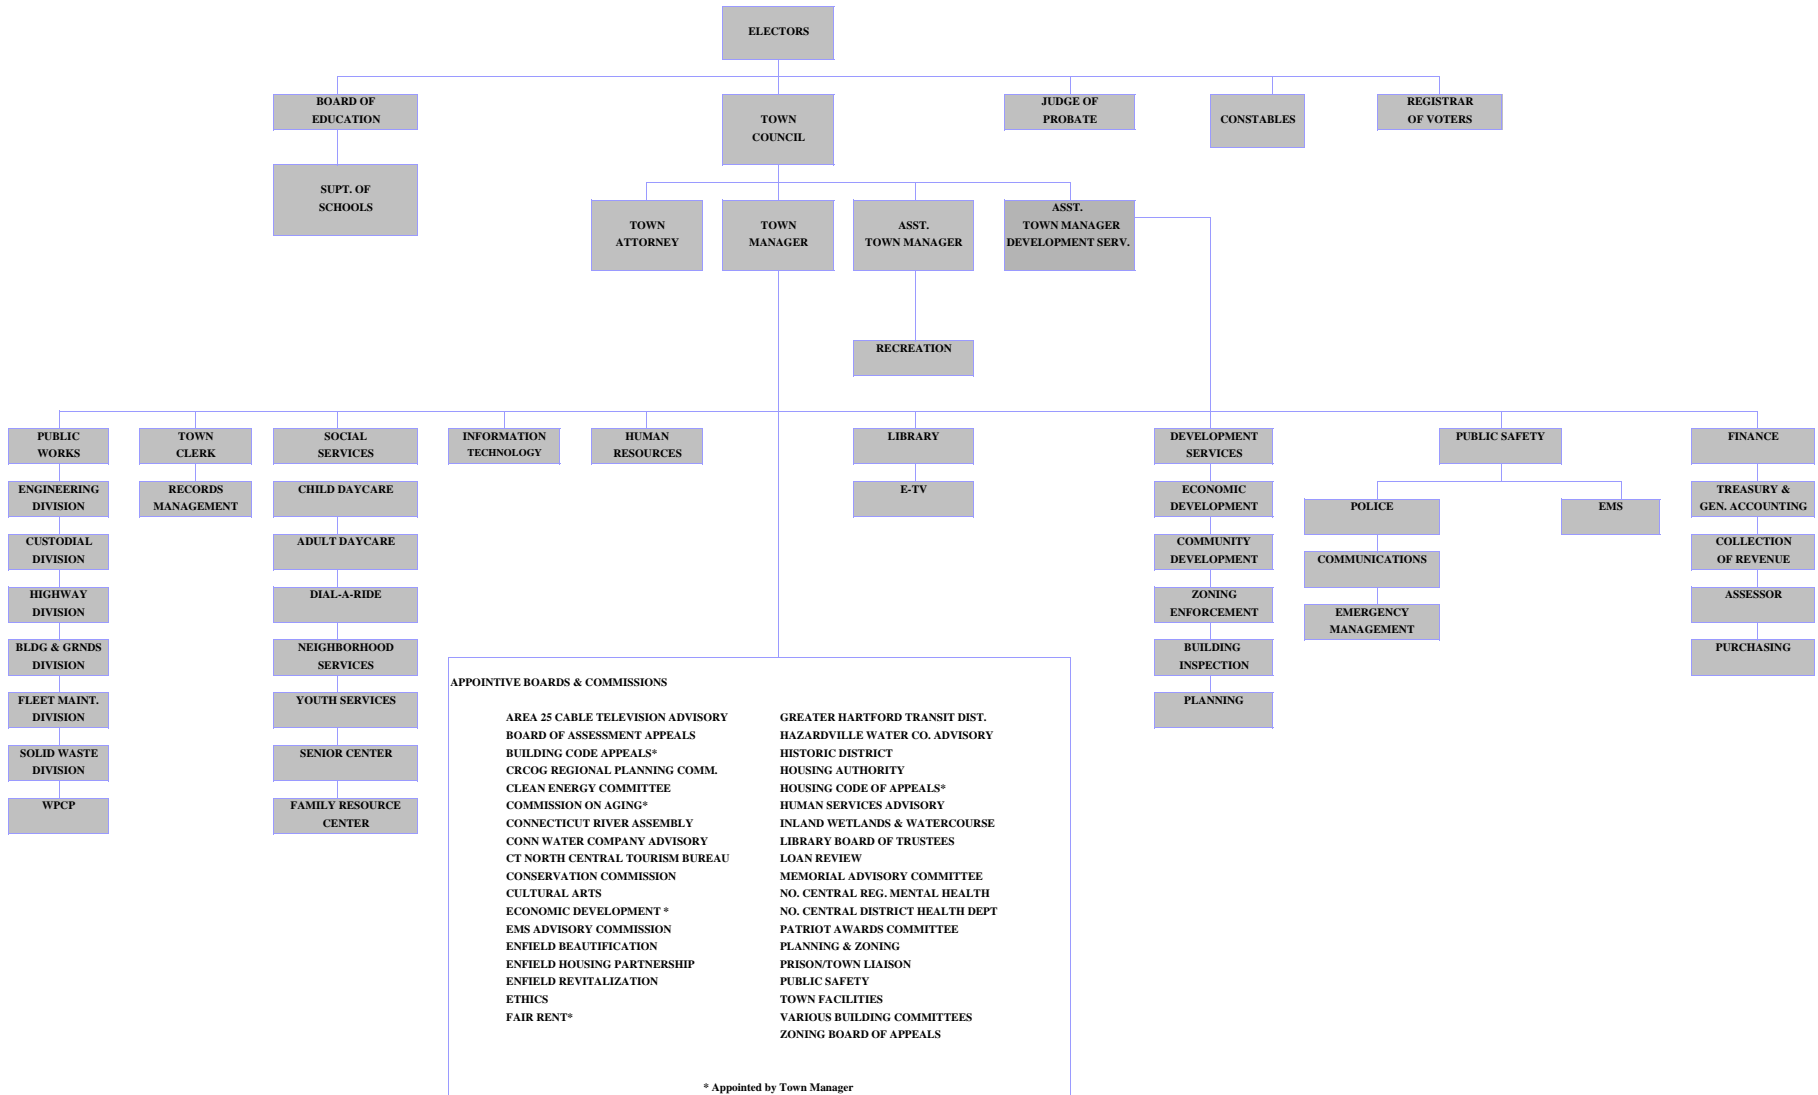 ELECTORS
BOARD OF
EDUCATION
TOWN
COUNCIL
JUDGE OF
PROBATE
CONSTABLES
REGISTRAR
OF VOTERS
SUPT. OF
SCHOOLS
TOWN
ATTORNEY
TOWN
MANAGER
ASST.
TOWN MANAGER
ASST.
TOWN MANAGER
DEVELOPMENT SERV.
RECREATION
PUBLIC
WORKS
TOWN
CLERK
SOCIAL
SERVICES
INFORMATION
TECHNOLOGY
HUMAN
RESOURCES
LIBRARY
DEVELOPMENT
SERVICES
PUBLIC SAFETY
FINANCE
ENGINEERING
DIVISION
CUSTODIAL
DIVISION
HIGHWAY
DIVISION
BLDG & GRNDS
DIVISION
FLEET MAINT.
DIVISION
SOLID WASTE
DIVISION
WPCP
RECORDS
MANAGEMENT
CHILD DAYCARE
ADULT DAYCARE
DIAL-A-RIDE
NEIGHBORHOOD
SERVICES
YOUTH SERVICES
SENIOR CENTER
FAMILY RESOURCE
CENTER
E-TV
ECONOMIC
DEVELOPMENT
COMMUNITY
DEVELOPMENT
ZONING
ENFORCEMENT
BUILDING
INSPECTION
PLANNING
POLICE
COMMUNICATIONS
EMERGENCY
MANAGEMENT
EMS
TREASURY &
GEN. ACCOUNTING
COLLECTION
OF REVENUE
ASSESSOR
PURCHASING
APPOINTIVE BOARDS & COMMISSIONS
AREA 25 CABLE TELEVISION ADVISORY
BOARD OF ASSESSMENT APPEALS
BUILDING CODE APPEALS*
CRCOG REGIONAL PLANNING COMM.
CLEAN ENERGY COMMITTEE
COMMISSION ON AGING*
CONNECTICUT RIVER ASSEMBLY
CONN WATER COMPANY ADVISORY
CT NORTH CENTRAL TOURISM BUREAU
CONSERVATION COMMISSION
CULTURAL ARTS
ECONOMIC DEVELOPMENT *
EMS ADVISORY COMMISSION
ENFIELD BEAUTIFICATION
ENFIELD HOUSING PARTNERSHIP
ENFIELD REVITALIZATION
ETHICS
FAIR RENT*
GREATER HARTFORD TRANSIT DIST.
HAZARDVILLE WATER CO. ADVISORY
HISTORIC DISTRICT
HOUSING AUTHORITY
HOUSING CODE OF APPEALS*
HUMAN SERVICES ADVISORY
INLAND WETLANDS & WATERCOURSE
LIBRARY BOARD OF TRUSTEES
LOAN REVIEW
MEMORIAL ADVISORY COMMITTEE
NO. CENTRAL REG. MENTAL HEALTH
NO. CENTRAL DISTRICT HEALTH DEPT
PATRIOT AWARDS COMMITTEE
PLANNING & ZONING
PRISON/TOWN LIAISON
PUBLIC SAFETY
TOWN FACILITIES
VARIOUS BUILDING COMMITTEES
ZONING BOARD OF APPEALS
* Appointed by Town Manager